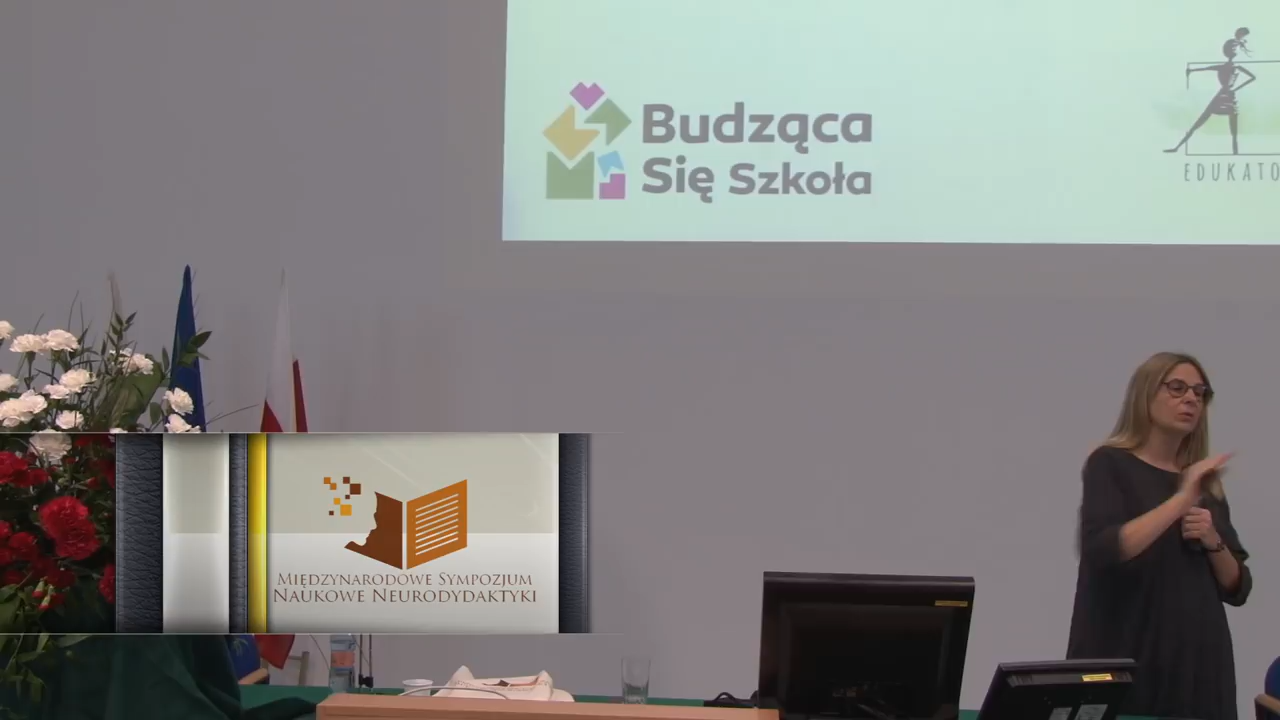 Budząca
Się Szkoła
EDUKATO
MIĘDZYNARODOWE SYMPOZJUM
NAUKOWE NEURODYDAKTYKI